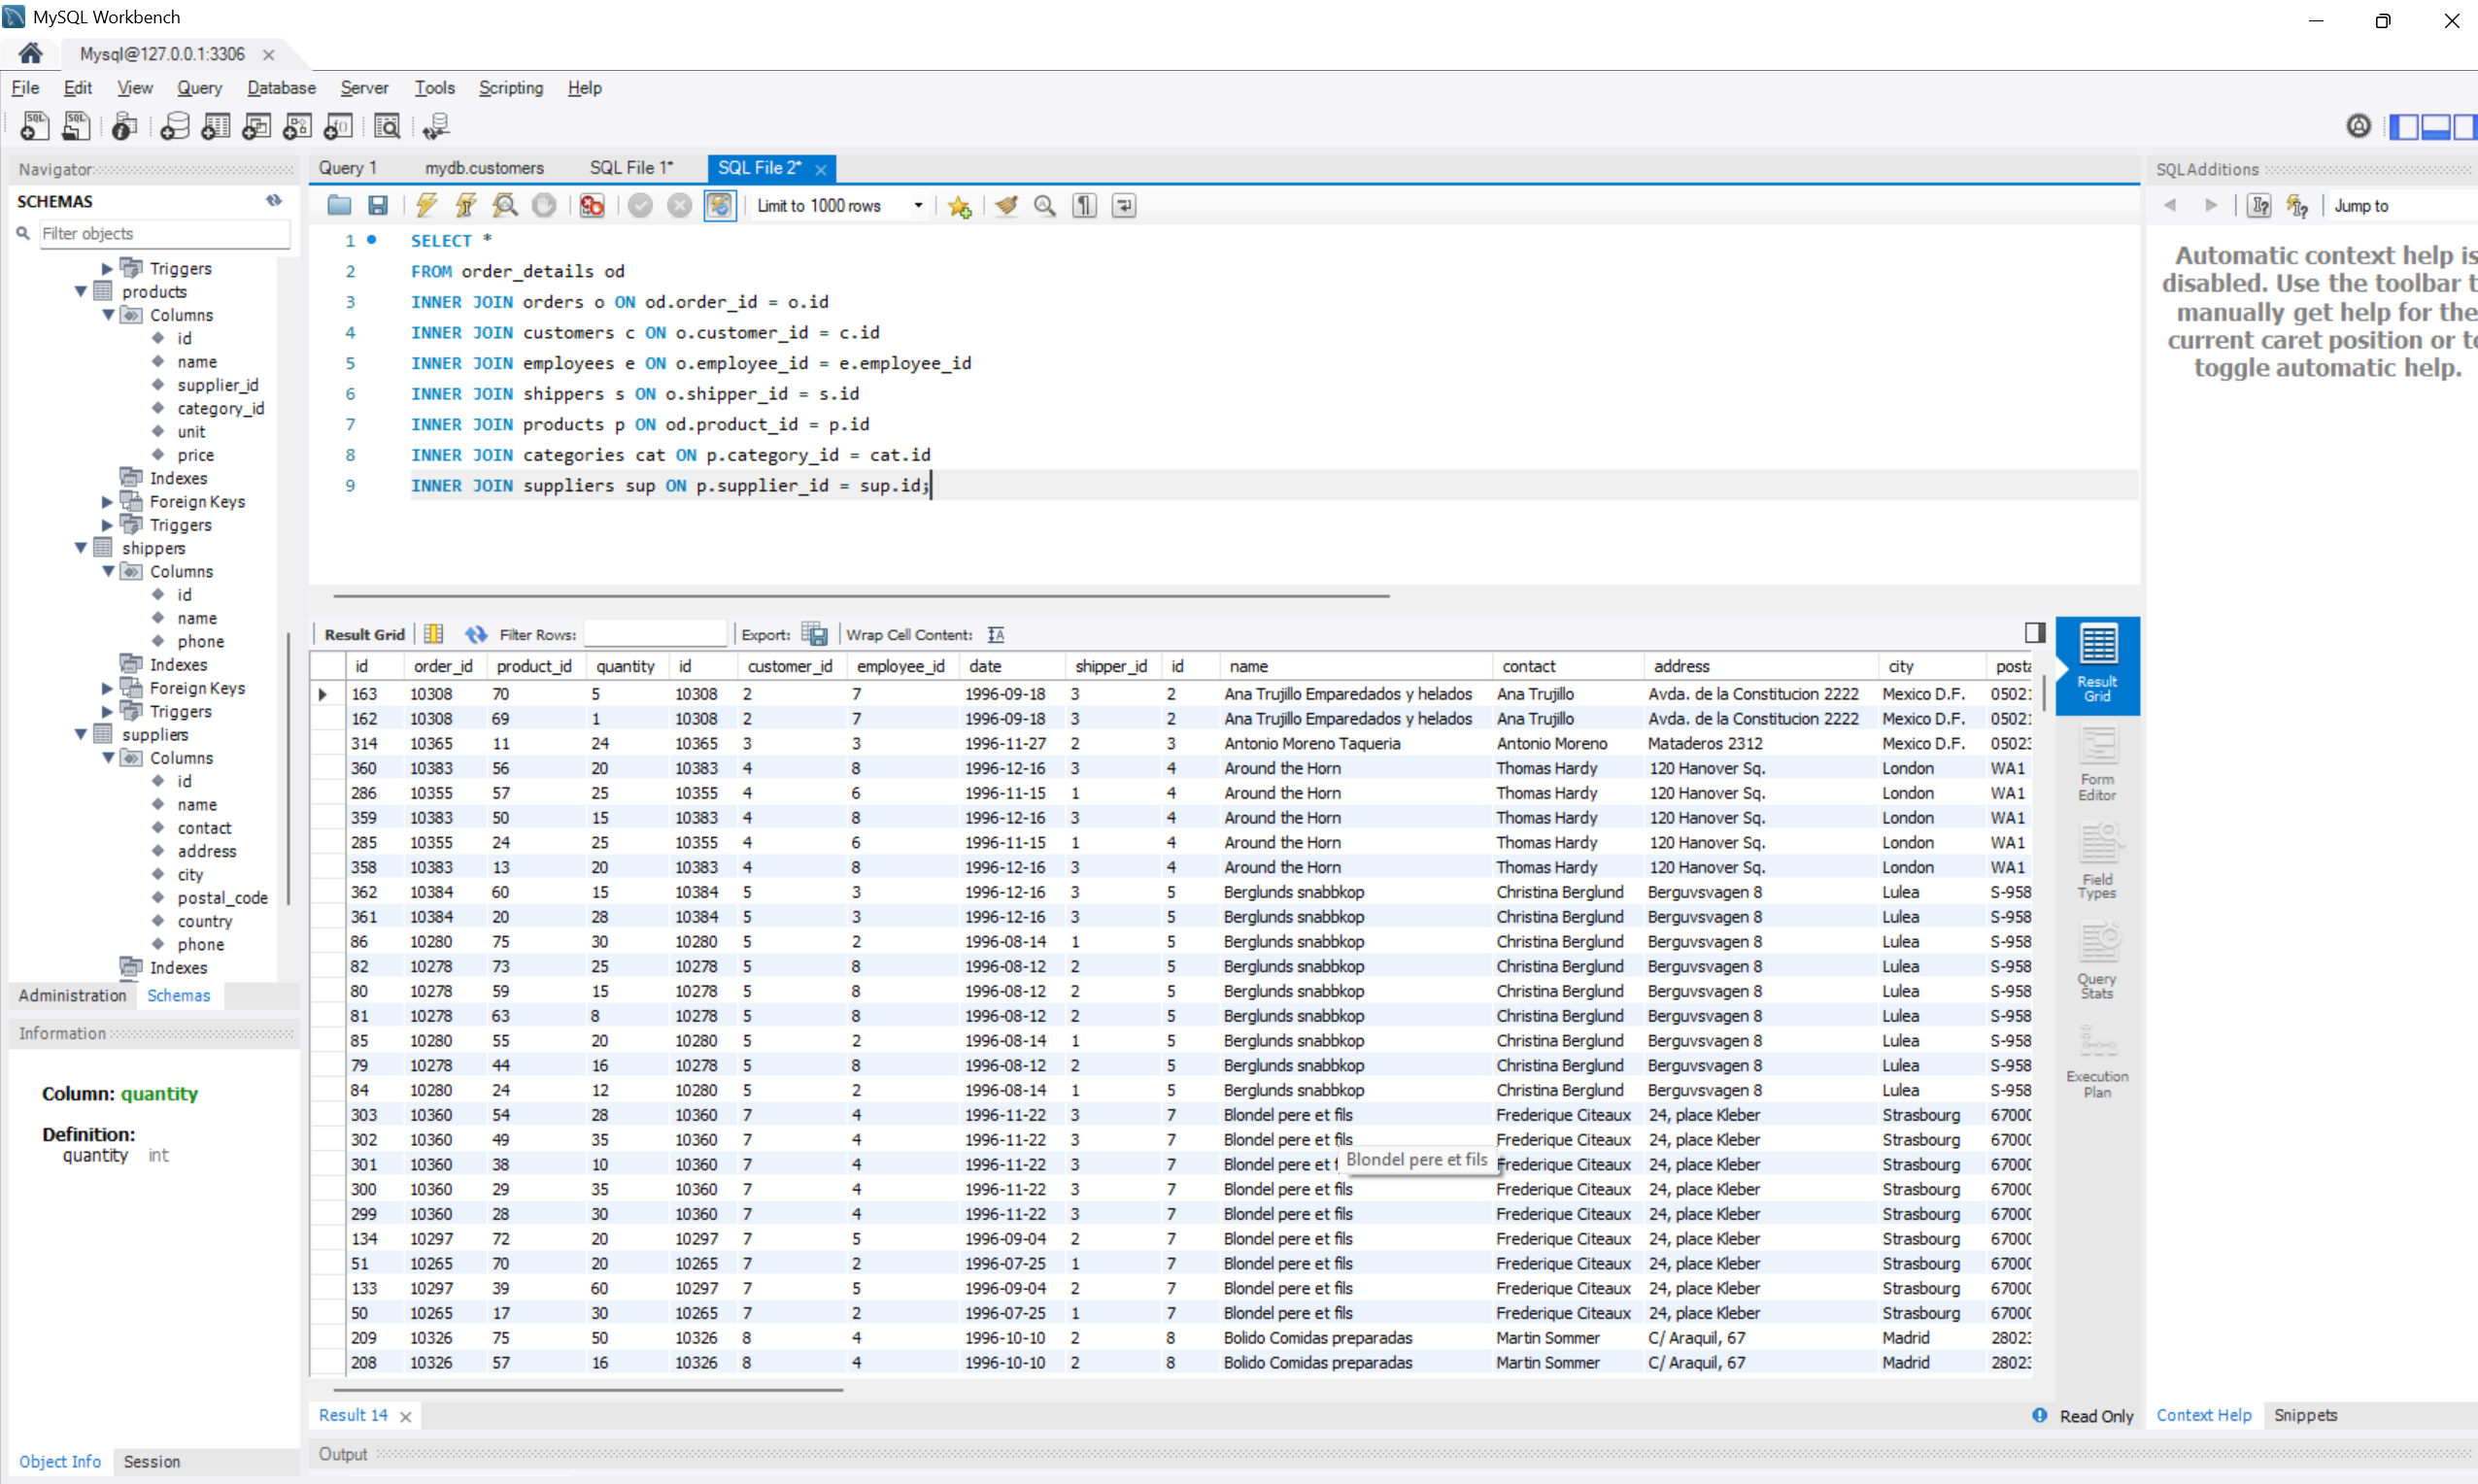 MySQL Workbench
Mysql@127.0.0.1:3306
File Edit View Query Database Server Tools Scripting Help
Navigator
SCHEMAS
Filter objects
Triggers
products
Columns
id
name
supplier_id
category_id
unit
price
Indexes
Foreign Keys
Triggers
shippers
Columns
id
name
phone
Indexes
Foreign Keys
Triggers
suppliers
Columns
id
name
contact
address
city
postal_code
country
phone
Indexes
Administration Schemas
Information
Column: quantity
Definition:
quantity int
Object Info Session
Query 1 mydb.customers SQL File 1* SQL File 2*
Limit to 1000 rows
1 SELECT *
2 FROM order_details od
3 INNER JOIN orders o ON od.order_id = o.id
4 INNER JOIN customers c ON o.customer_id = c.id
5 INNER JOIN employees e ON o.employee_id = e.employee_id
6 INNER JOIN shippers s ON o.shipper_id = s.id
7 INNER JOIN products p ON od.product_id = p.id
8 INNER JOIN categories cat ON p.category_id = cat.id
9 INNER JOIN suppliers sup ON p.supplier_id = sup.id;
Result Grid Filter Rows: Export: Wrap Cell Content:
id order_id product_id quantity id customer_id employee_id date shipper_id id name contact address city posta
163 10308 70 5 10308 2 7 1996-09-18 3 2 Ana Trujillo Emparedados y helados Ana Trujillo Avda. de la Constitucion 2222 Mexico D.F. 05021
162 10308 69 1 10308 2 7 1996-09-18 3 2 Ana Trujillo Emparedados y helados Ana Trujillo Avda. de la Constitucion 2222 Mexico D.F. 05021
314 10365 11 24 10365 3 3 1996-11-27 2 3 Antonio Moreno Taqueria Antonio Moreno Mataderos 2312 Mexico D.F. 05023
360 10383 56 20 10383 4 8 1996-12-16 3 4 Around the Horn Thomas Hardy 120 Hanover Sq. London WA1
286 10355 57 25 10355 4 6 1996-11-15 1 4 Around the Horn Thomas Hardy 120 Hanover Sq. London WA1
359 10383 50 15 10383 4 8 1996-12-16 3 4 Around the Horn Thomas Hardy 120 Hanover Sq. London WA1
285 10355 24 25 10355 4 6 1996-11-15 1 4 Around the Horn Thomas Hardy 120 Hanover Sq. London WA1
358 10383 13 20 10383 4 8 1996-12-16 3 4 Around the Horn Thomas Hardy 120 Hanover Sq. London WA1
362 10384 60 15 10384 5 3 1996-12-16 3 5 Berglunds snabbkop Christina Berglund Berguvsvagen 8 Lulea S-958
361 10384 20 28 10384 5 3 1996-12-16 3 5 Berglunds snabbkop Christina Berglund Berguvsvagen 8 Lulea S-958
86 10280 75 30 10280 5 2 1996-08-14 1 5 Berglunds snabbkop Christina Berglund Berguvsvagen 8 Lulea S-958
82 10278 73 25 10278 5 8 1996-08-12 2 5 Berglunds snabbkop Christina Berglund Berguvsvagen 8 Lulea S-958
80 10278 59 15 10278 5 8 1996-08-12 2 5 Berglunds snabbkop Christina Berglund Berguvsvagen 8 Lulea S-958
81 10278 63 8 10278 5 8 1996-08-12 2 5 Berglunds snabbkop Christina Berglund Berguvsvagen 8 Lulea S-958
85 10280 55 20 10280 5 2 1996-08-14 1 5 Berglunds snabbkop Christina Berglund Berguvsvagen 8 Lulea S-958
79 10278 44 16 10278 5 8 1996-08-12 2 5 Berglunds snabbkop Christina Berglund Berguvsvagen 8 Lulea S-958
84 10280 24 12 10280 5 2 1996-08-14 1 5 Berglunds snabbkop Christina Berglund Berguvsvagen 8 Lulea S-958
303 10360 54 28 10360 7 4 1996-11-22 3 7 Blondel pere et fils Frederique Citeaux 24, place Kleber Strasbourg 67000
302 10360 49 35 10360 7 4 1996-11-22 3 7 Blondel pere et fils Frederique Citeaux 24, place Kleber Strasbourg 67000
301 10360 38 10 10360 7 4 1996-11-22 3 7 Blondel pere et f Frederique Citeaux 24, place Kleber Strasbourg 67000
Blondel pere et fils
300 10360 29 35 10360 7 4 1996-11-22 3 7 Blondel pere et fils Frederique Citeaux 24, place Kleber Strasbourg 67000
299 10360 28 30 10360 7 4 1996-11-22 3 7 Blondel pere et fils Frederique Citeaux 24, place Kleber Strasbourg 67000
134 10297 72 20 10297 7 5 1996-09-04 2 7 Blondel pere et fils Frederique Citeaux 24, place Kleber Strasbourg 67000
51 10265 70 20 10265 7 2 1996-07-25 1 7 Blondel pere et fils Frederique Citeaux 24, place Kleber Strasbourg 67000
133 10297 39 60 10297 7 5 1996-09-04 2 7 Blondel pere et fils Frederique Citeaux 24, place Kleber Strasbourg 67000
50 10265 17 30 10265 7 2 1996-07-25 1 7 Blondel pere et fils Frederique Citeaux 24, place Kleber Strasbourg 67000
209 10326 75 50 10326 8 4 1996-10-10 2 8 Bolido Comidas preparadas Martin Sommer C/ Araquil, 67 Madrid 28023
208 10326 57 16 10326 8 4 1996-10-10 2 8 Bolido Comidas preparadas Martin Sommer C/ Araquil, 67 Madrid 28023
Result 14
Read Only
Output
Result
Grid
Form
Editor
Field
Types
Query
Stats
Execution
Plan
SQLAdditions
Jump to
Automatic context help is
disabled. Use the toolbar t
manually get help for the
current caret position or to
toggle automatic help.
Context Help Snippets